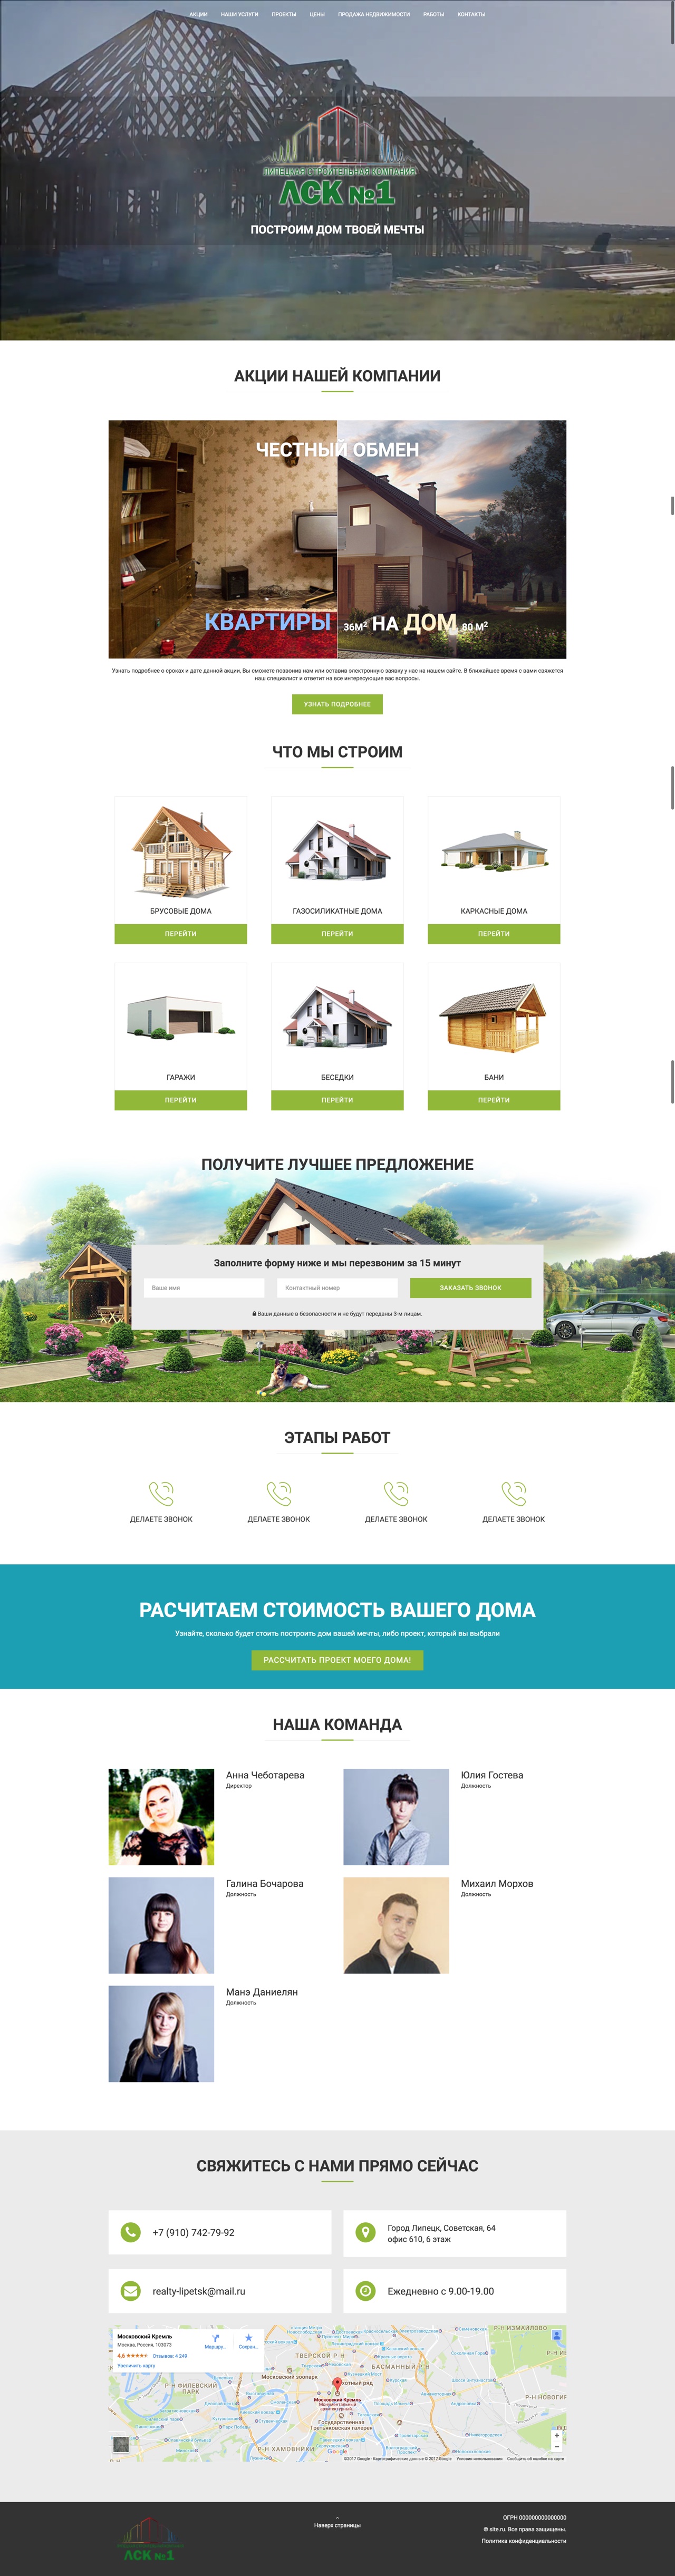 АКЦИИ НАШИ УСЛУГИ ПРОЕКТЫ ЦЕНЫ ПРОДАЖА НЕДВИЖИМОСТИ РАБОТЫ КОНТАКТЫ
ЛИПЕЦКАЯ СТРОИТЕЛЬНАЯ КОМПАНИЯ
ЛСК №1
ПОСТРОИМ ДОМ ТВОЕЙ МЕЧТЫ
АКЦИИ НАШЕЙ КОМПАНИИ
ЧЕСТНЫЙ ОБМЕН
КВАРТИРЫ 36М² НА ДОМ 80 М²
Узнать подробнее о сроках и дате данной акции, Вы сможете позвонив нам или оставив электронную заявку у нас на нашем сайте. В ближайшее время с вами свяжется
наш специалист и ответит на все интересующие вас вопросы.
УЗНАТЬ ПОДРОБНЕЕ
ЧТО МЫ СТРОИМ
БРУСОВЫЕ ДОМА ГАЗОСИЛИКАТНЫЕ ДОМА КАРКАСНЫЕ ДОМА
ПЕРЕЙТИ ПЕРЕЙТИ ПЕРЕЙТИ
ГАРАЖИ БЕСЕДКИ БАНИ
ПЕРЕЙТИ ПЕРЕЙТИ ПЕРЕЙТИ
ПОЛУЧИТЕ ЛУЧШЕЕ ПРЕДЛОЖЕНИЕ
Заполните форму ниже и мы перезвоним за 15 минут
Ваше имя Контактный номер ЗАКАЗАТЬ ЗВОНОК
Ваши данные в безопасности и не будут переданы 3-м лицам.
ЭТАПЫ РАБОТ
ДЕЛАЕТЕ ЗВОНОК ДЕЛАЕТЕ ЗВОНОК ДЕЛАЕТЕ ЗВОНОК ДЕЛАЕТЕ ЗВОНОК
РАСЧИТАЕМ СТОИМОСТЬ ВАШЕГО ДОМА
Узнайте, сколько будет стоить построить дом вашей мечты, либо проект, который вы выбрали
РАССЧИТАТЬ ПРОЕКТ МОЕГО ДОМА!
НАША КОМАНДА
Анна Чеботарева
Директор
Юлия Гостева
Должность
Галина Бочарова
Должность
Михаил Морхов
Должность
Манэ Даниелян
Должность
СВЯЖИТЕСЬ С НАМИ ПРЯМО СЕЙЧАС
+7 (910) 742-79-92
Город Липецк, Советская, 64
офис 610, 6 этаж
realty-lipetsk@mail.ru
Ежедневно с 9.00-19.00
Московский Кремль
Москва, Россия, 103073
4,6 Отзывов: 4 249
Увеличить карту
Маршру... Сохран...
ТВЕРСКОЙ Р-Н
БАСМАННЫЙ Р-Н
Р-Н ИЗМАЙЛОВО
Московский зоопарк
Р-Н ФИЛЕВСКИЙ
ПАРК
Московский Кремль
Государственная
Третьяковская галерея
Р-Н ХАМОВНИКИ
Google
©2017 Google - Картографические данные © 2017 Google Условия использования Сообщить об ошибке на карте
ЛСК №1
Наверх страницы
ОГРН 000000000000000
© site.ru. Все права защищены.
Политика конфиденциальности